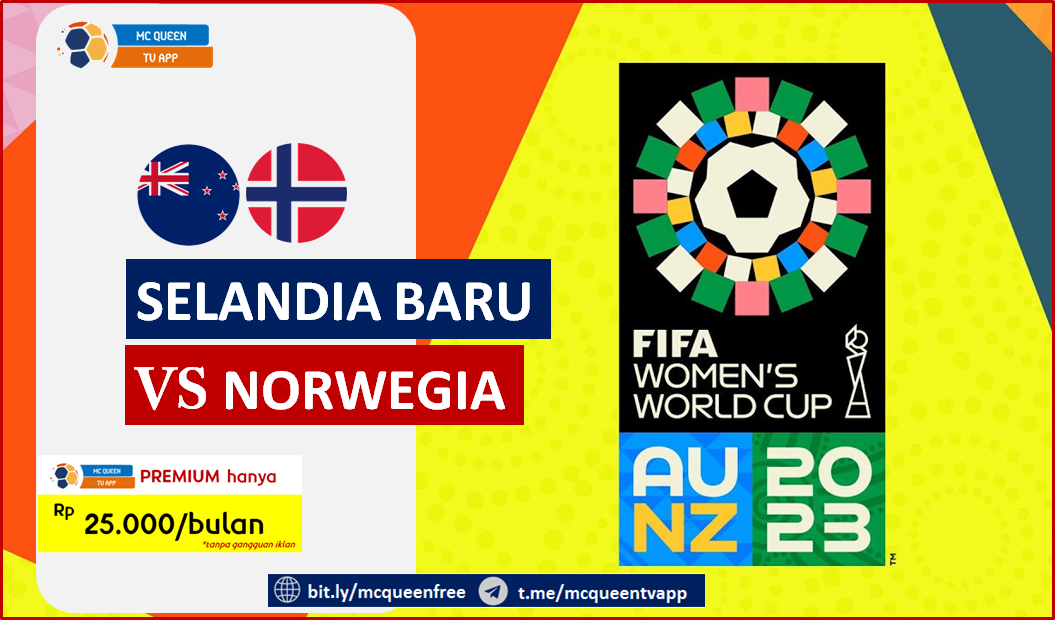 MC QUEEN
TV APP
SELANDIA BARU
VS NORWEGIA
MC QUEEN
TV APP
PREMIUM hanya
Rp 25.000/bulan
*tanpa gangguan iklan
FIFA
WOMEN'S
WORLD CUP
AU 20
NZ 23
TM
bit.ly/mcqueenfree t.me/mcqueentvapp